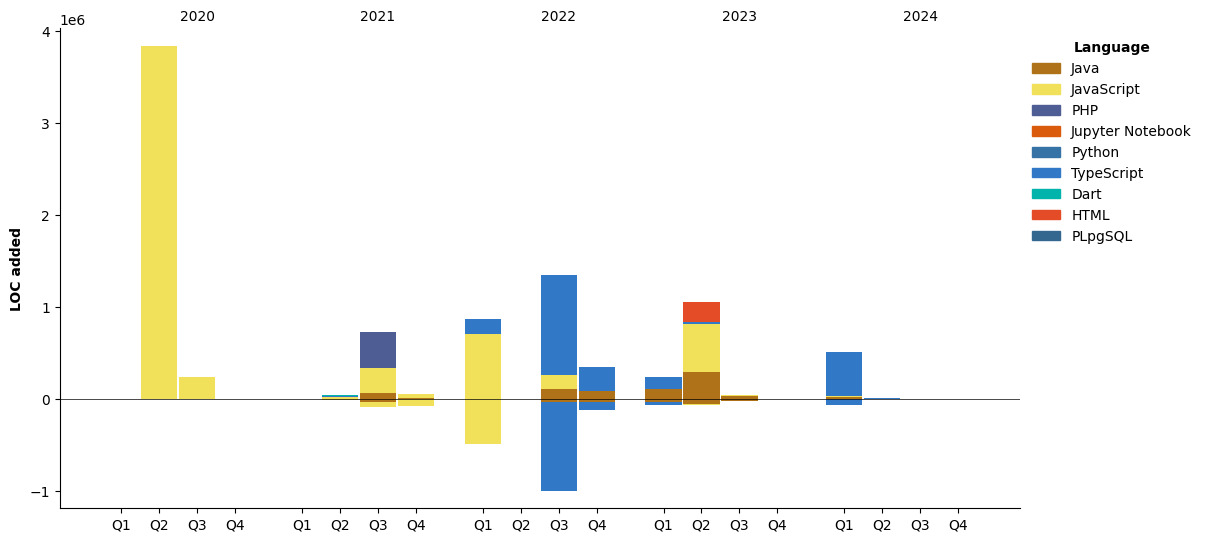 2020 2021 2022 2023 2024
1e6
4
3
2
1
0
−1
LOC added
Q1 Q2 Q3 Q4 Q1 Q2 Q3 Q4 Q1 Q2 Q3 Q4 Q1 Q2 Q3 Q4 Q1 Q2 Q3 Q4
Language
Java
JavaScript
PHP
Jupyter Notebook
Python
TypeScript
Dart
HTML
PLpgSQL